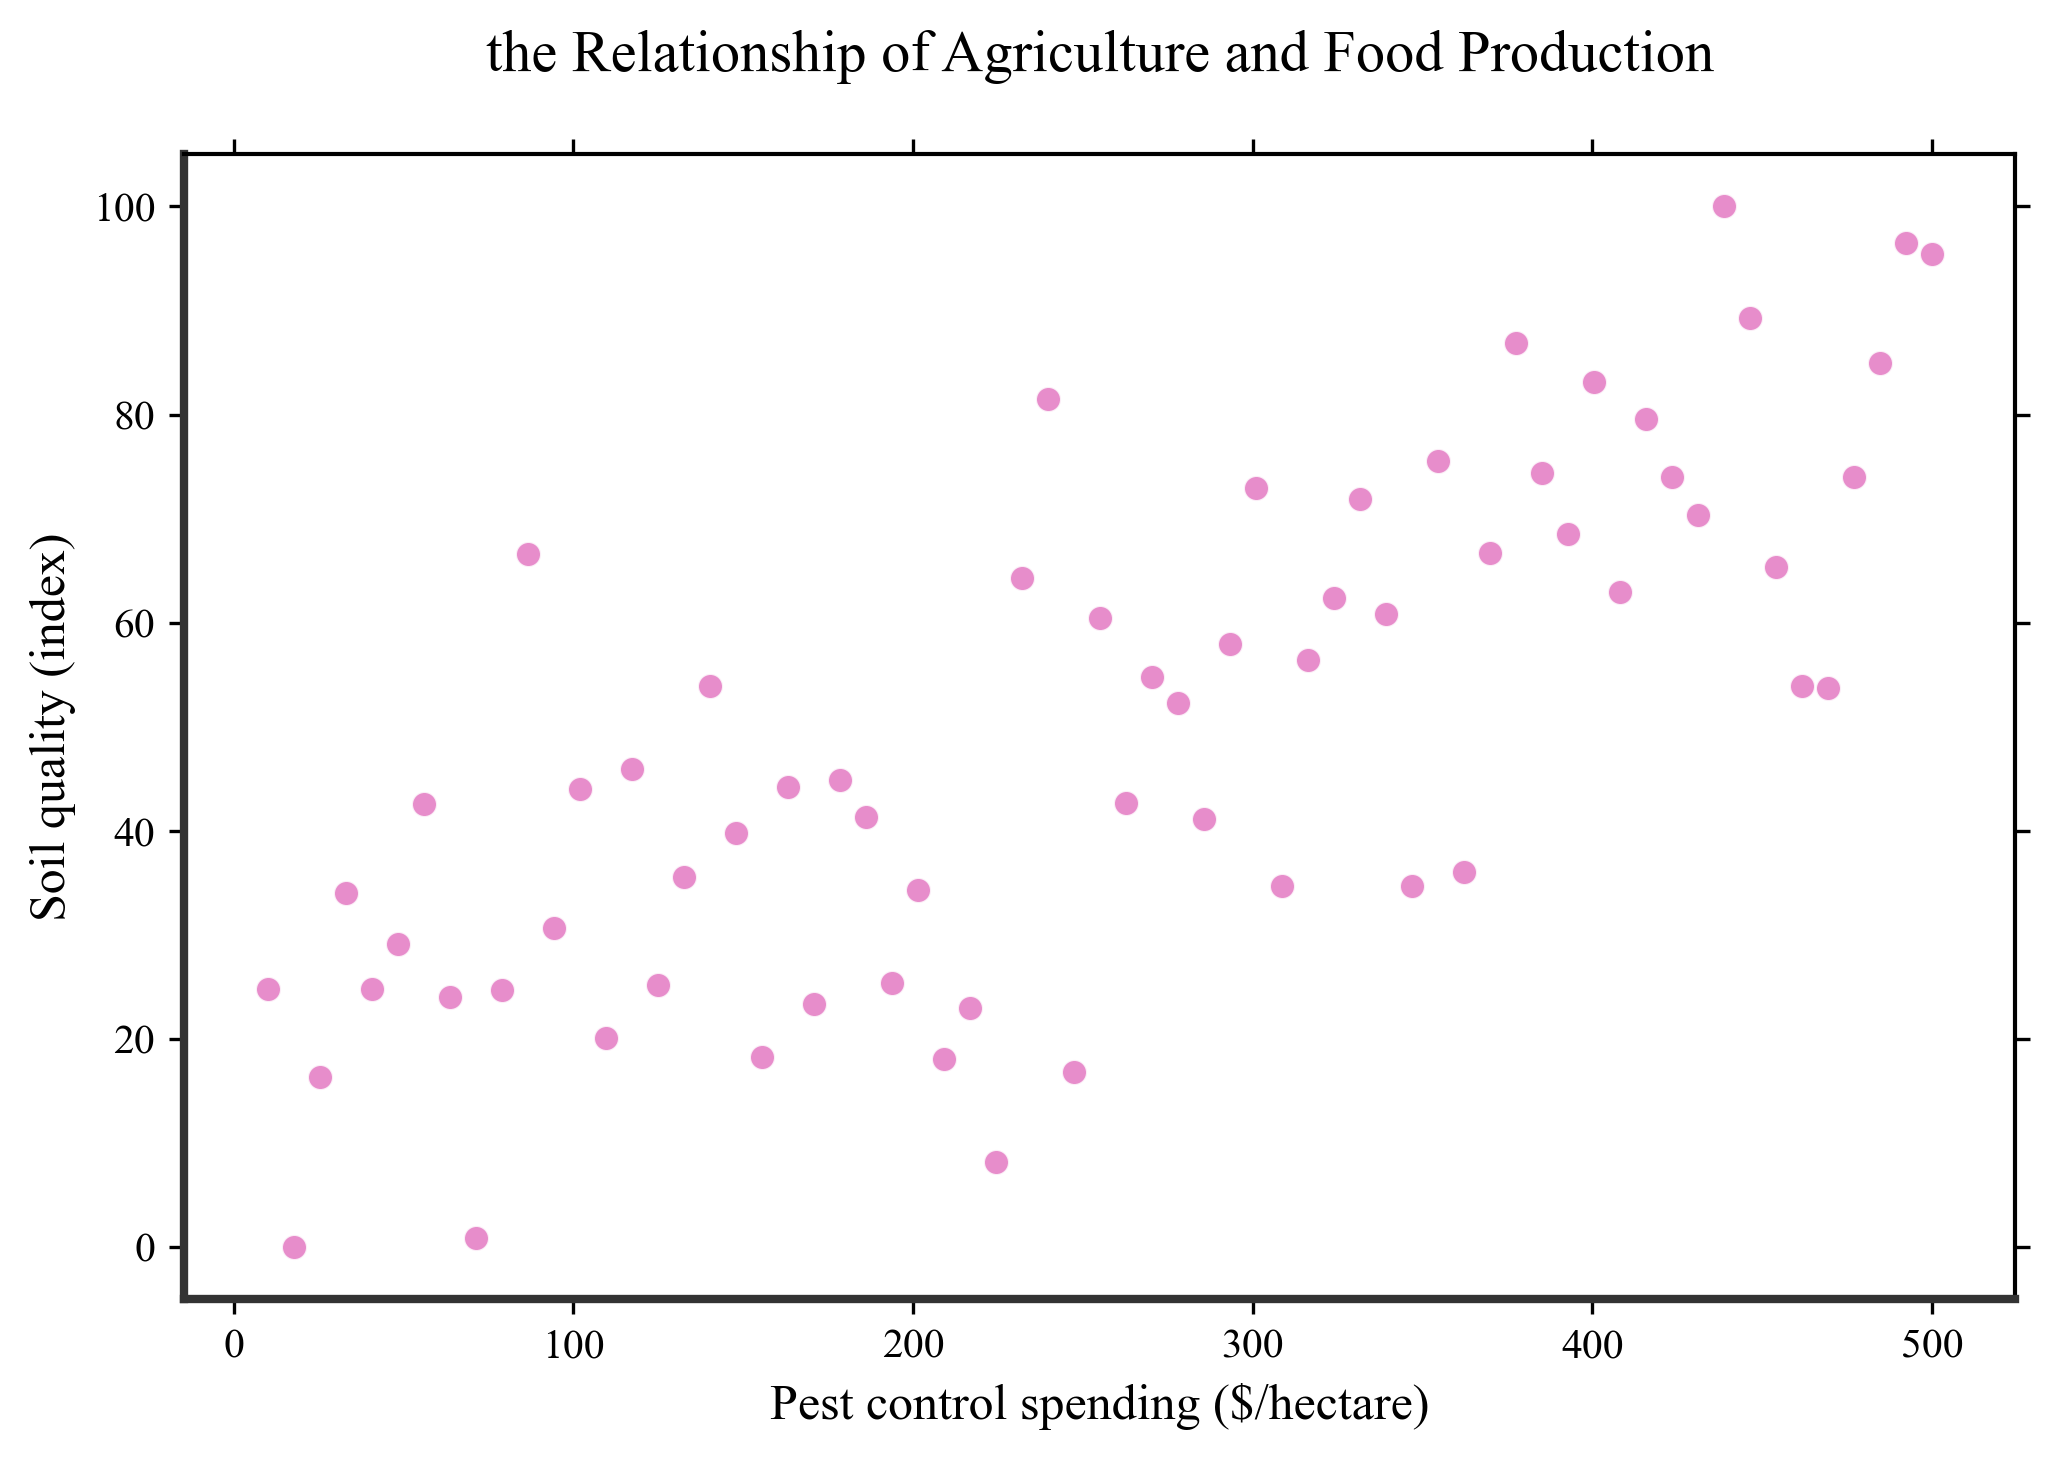 the Relationship of Agriculture and Food Production
100
80
60
40
20
0
Soil quality (index)
0 100 200 300 400 500
Pest control spending ($/hectare)